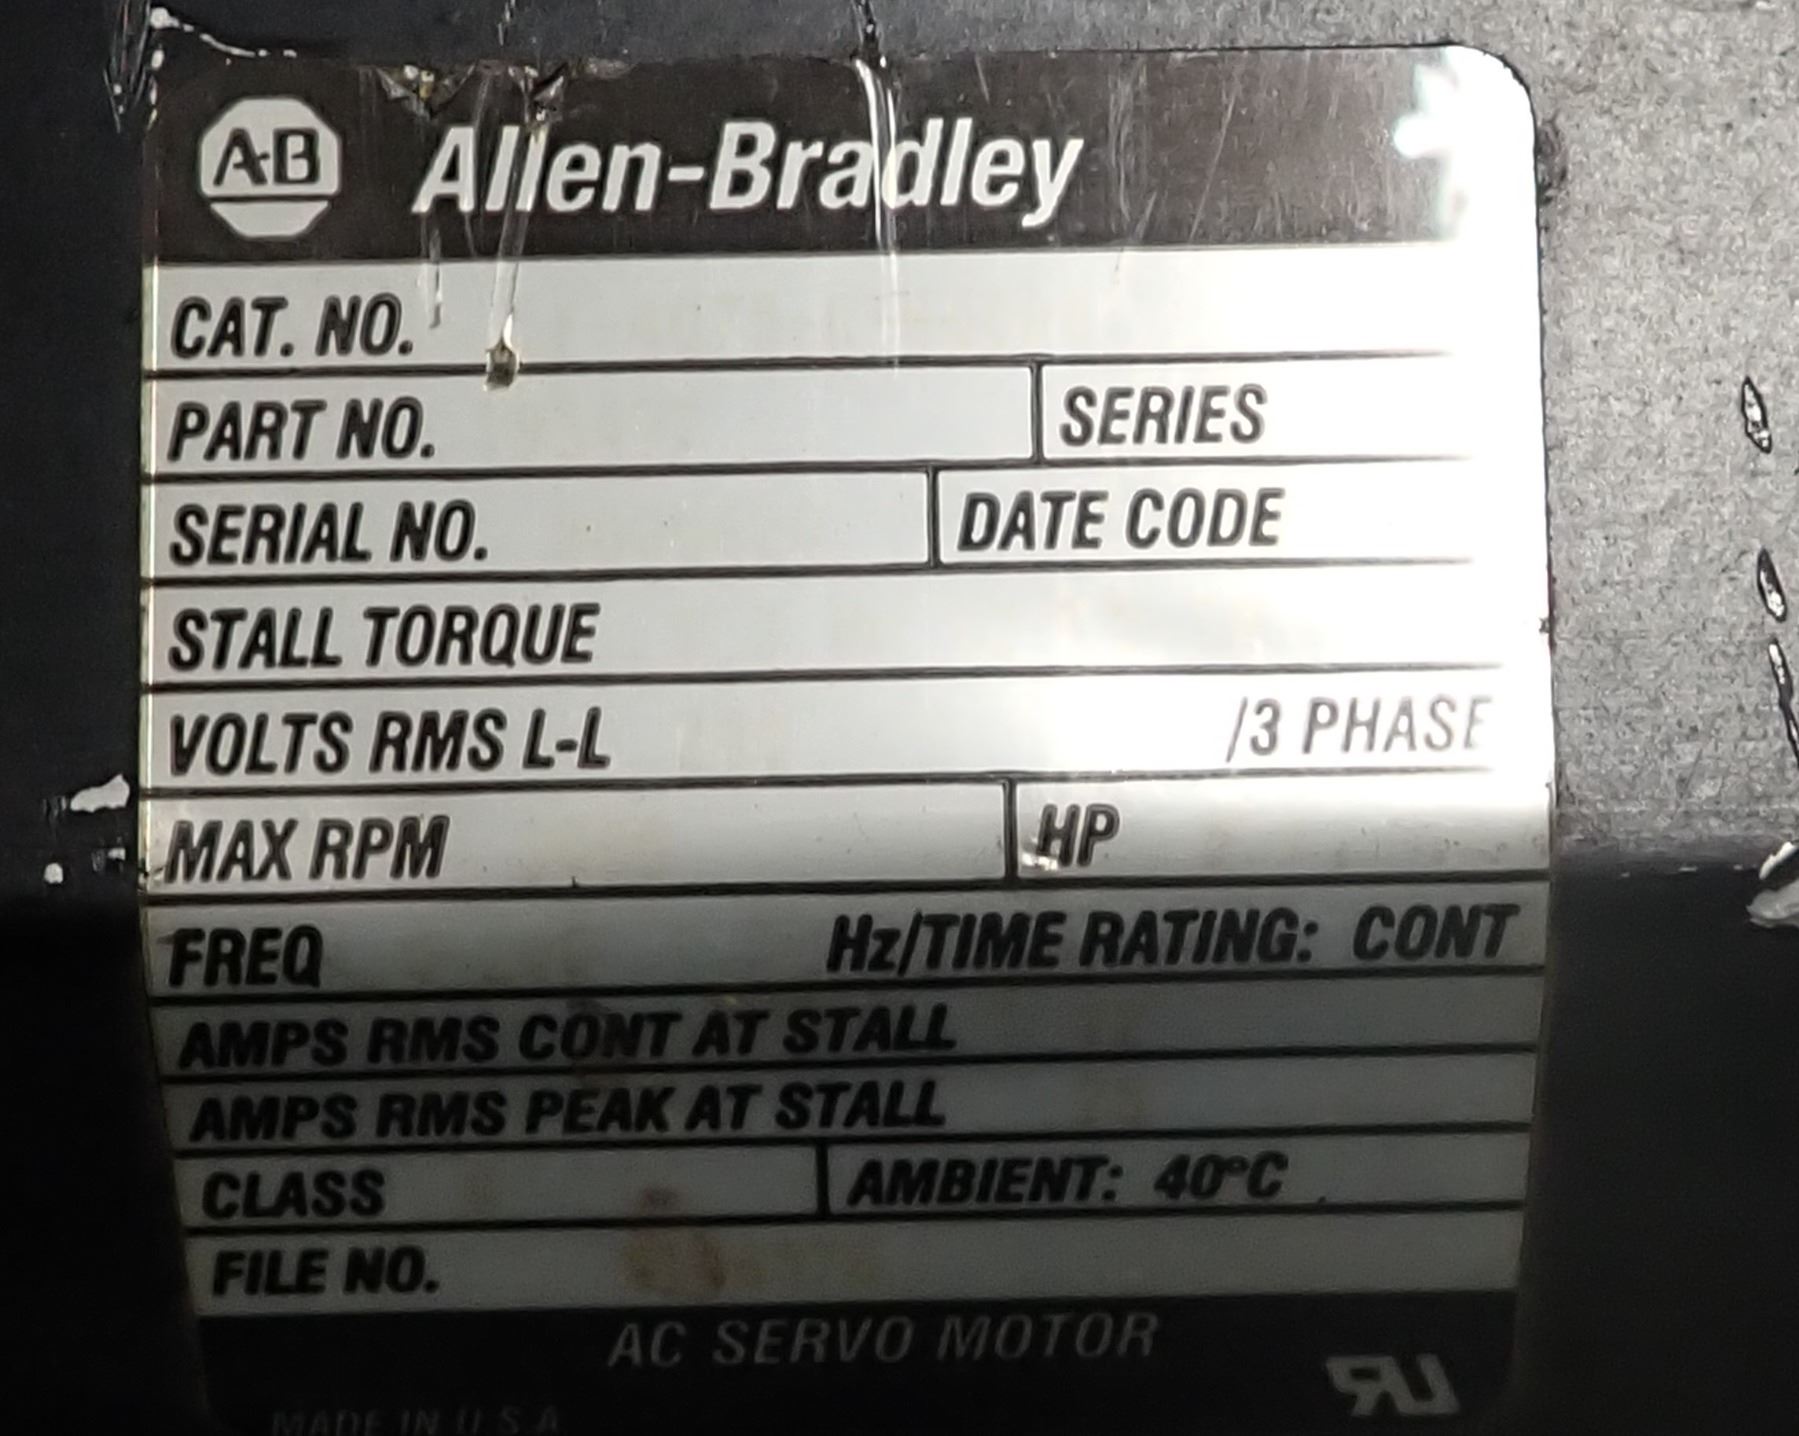 A-B Allen-Bradley
CAT. NO.
PART NO. SERIES
SERIAL NO. DATE CODE
STALL TORQUE
VOLTS RMS L-L /3 PHASE
MAX RPM HP
FREQ Hz/TIME RATING: CONT
AMPS RMS CONT AT STALL
AMPS RMS PEAK AT STALL
CLASS AMBIENT: 40°C
FILE NO.
AC SERVO MOTOR
MADE IN U.S.A